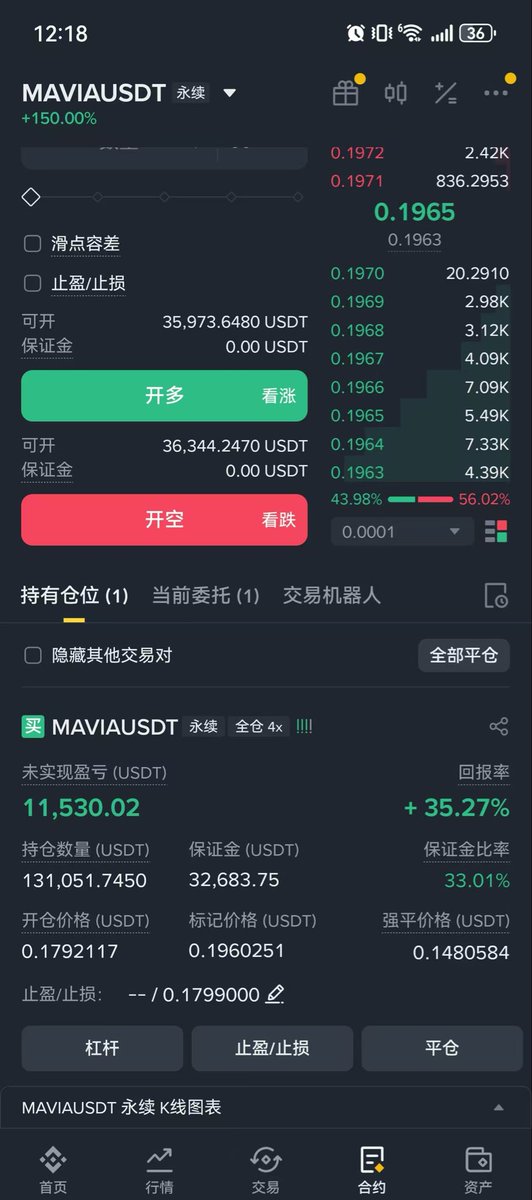 12:18
6
36
MAVIAUSDT 永续
+150.00%
滑点容差
止盈/止损
可开 35,973.6480 USDT
保证金 0.00 USDT
开多 看涨
可开 36,344.2470 USDT
保证金 0.00 USDT
开空 看跌
0.1972 2.42K
0.1971 836.2953
0.1965
0.1963
0.1970 20.2910
0.1969 2.98K
0.1968 3.12K
0.1967 4.09K
0.1966 7.09K
0.1965 5.49K
0.1964 7.33K
0.1963 4.39K
43.98% 56.02%
0.0001
持有仓位 (1) 当前委托 (1) 交易机器人
隐藏其他交易对 全部平仓
买 MAVIAUSDT 永续 全仓 4x !!!!
未实现盈亏 (USDT) 回报率
11,530.02 + 35.27%
持仓数量 (USDT) 保证金 (USDT) 保证金比率
131,051.7450 32,683.75 33.01%
开仓价格 (USDT) 标记价格 (USDT) 强平价格 (USDT)
0.1792117 0.1960251 0.1480584
止盈/止损: -- / 0.1799000
杠杆 止盈/止损 平仓
MAVIAUSDT 永续 K线图表
首页 行情 交易 合约 资产